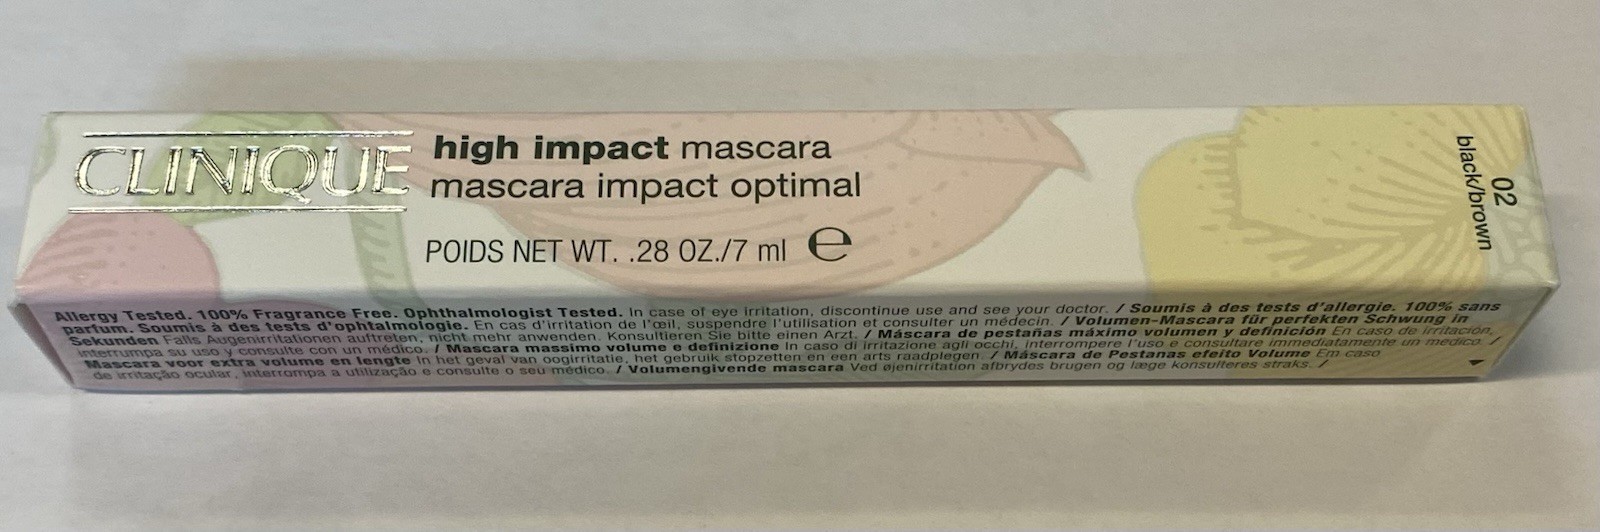 CLINIQUE
high impact mascara
mascara impact optimal
POIDS NET WT. .28 OZ./7 ml ℮
02
black/brown
Allergy Tested. 100% Fragrance Free. Ophthalmologist Tested. In case of eye irritation, discontinue use and see your doctor. / Soumis à des tests d'allergie. 100% sans
parfum. Soumis à des tests d'ophtalmologie. En cas d'irritation de l'œil, suspendre l'utilisation et consulter un médecin. / Volumen-Mascara für perfekten Schwung in
Sekunden Falls Augenirritationen auftreten, nicht mehr anwenden. Konsultieren Sie bitte einen Arzt. / Máscara de pestañas máximo volumen y definición En caso de irritación,
interrumpa su uso y consulte con un médico. / Mascara massimo volume e definizione In caso di irritazione agli occhi, interrompere l'uso e consultare immediatamente un medico. /
Mascara voor extra volume en lengte In het geval van oogirritatie, het gebruik stopzetten en een arts raadplegen. / Máscara de Pestanas efeito Volume Em caso
de irritação ocular, interrompa a utilização e consulte o seu médico. / Volumengivende mascara Ved øjenirritation afbrydes brugen og læge konsulteres straks. /